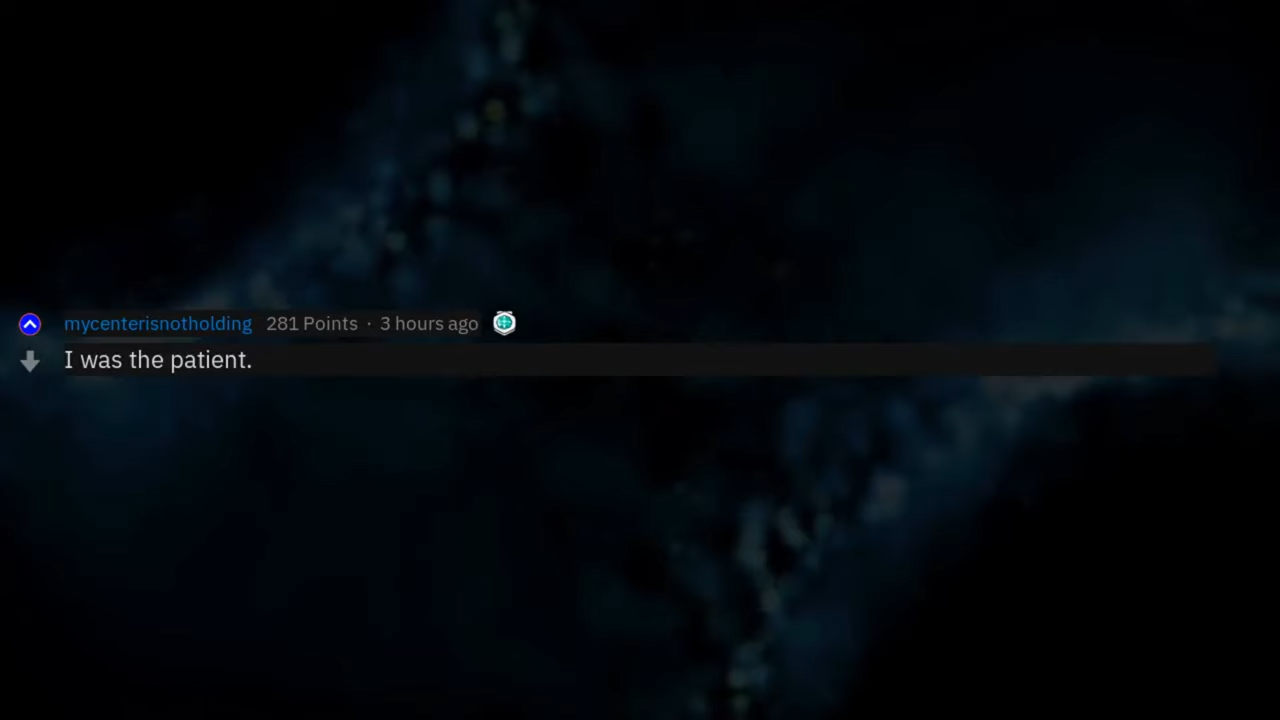 mycenterisnotholding 281 Points · 3 hours ago
I was the patient.